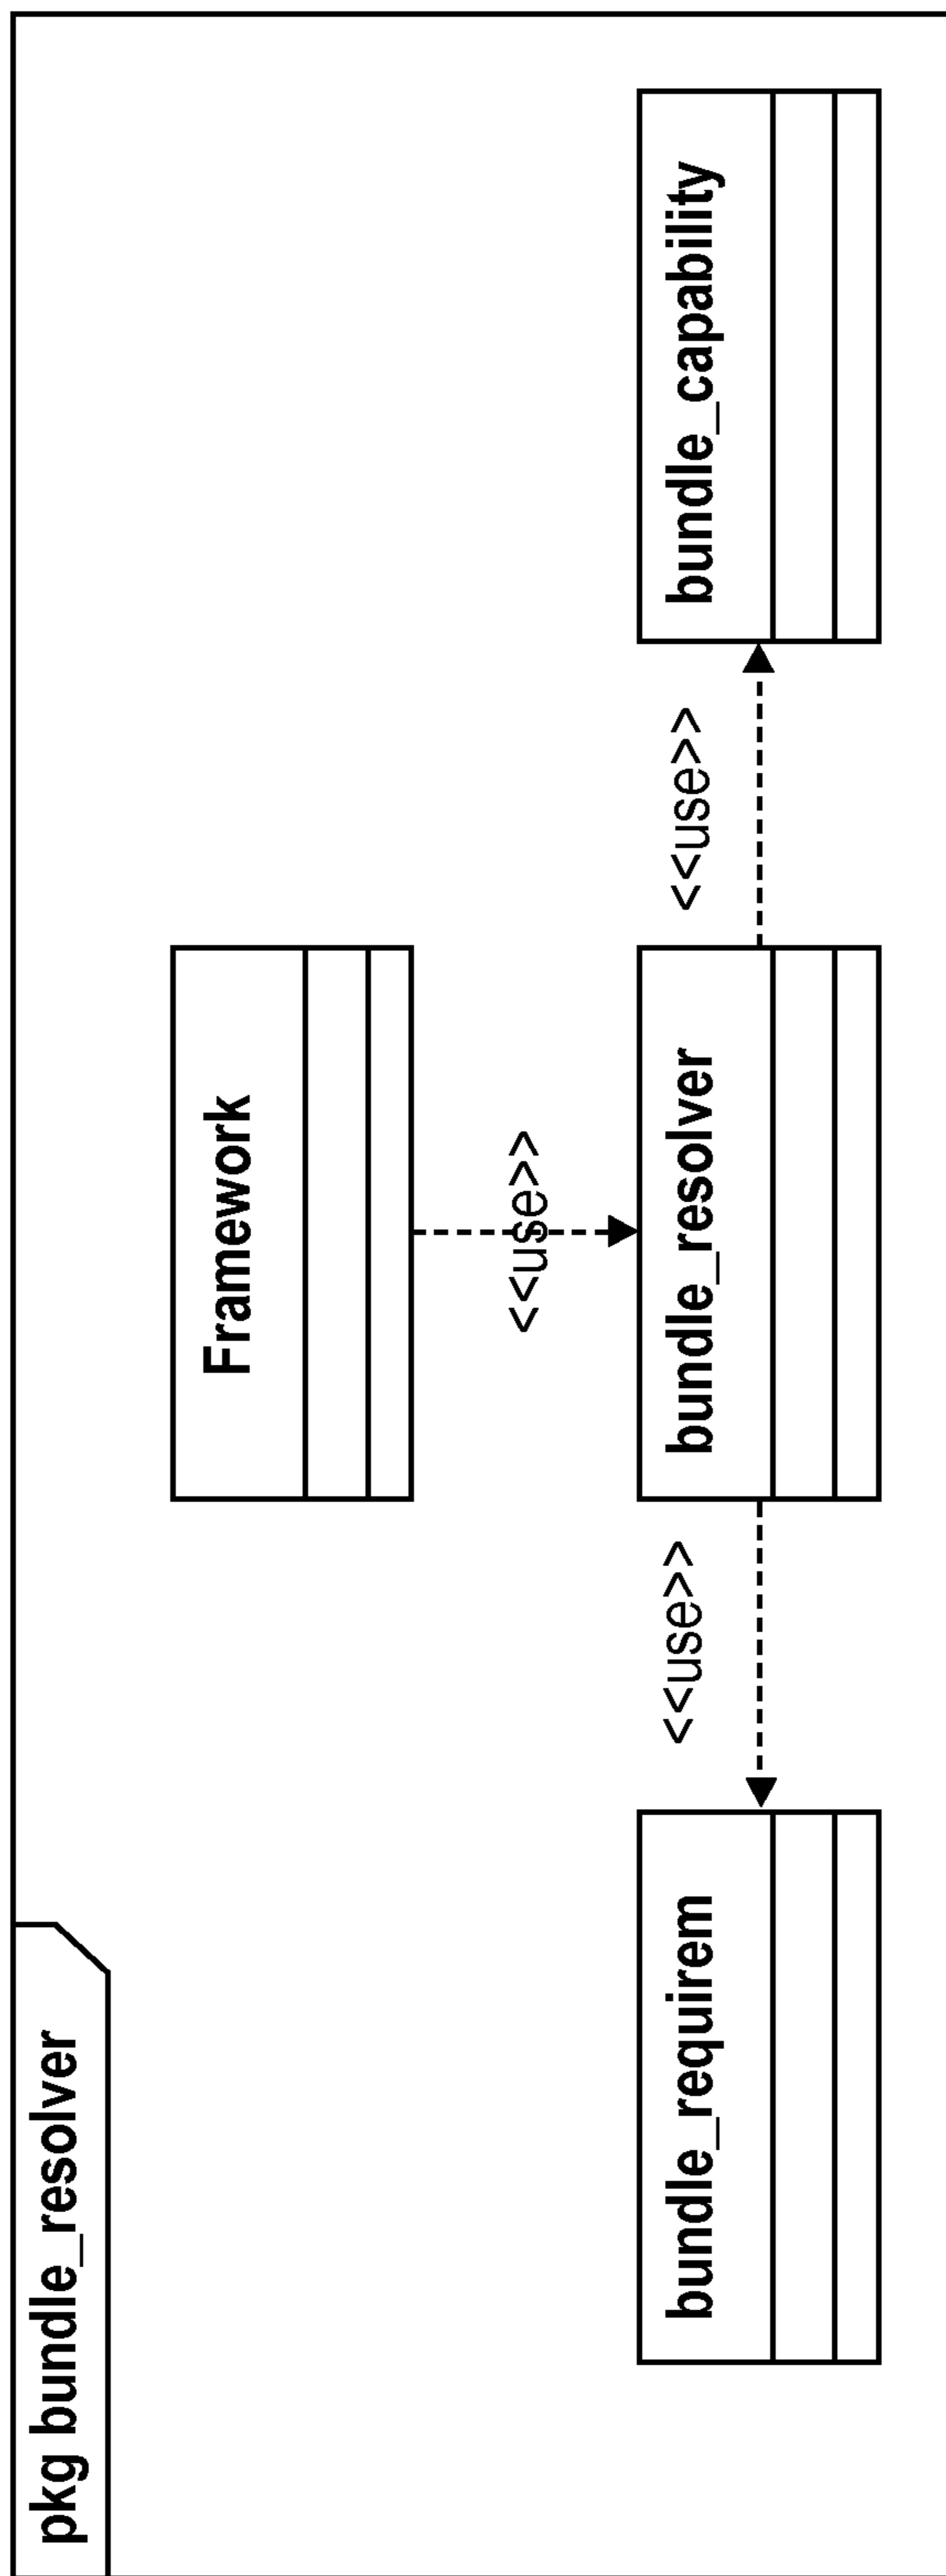 pkg bundle_resolver
Framework
<<use>>
bundle_requirem
<<use>>
bundle_resolver
<<use>>
bundle_capability